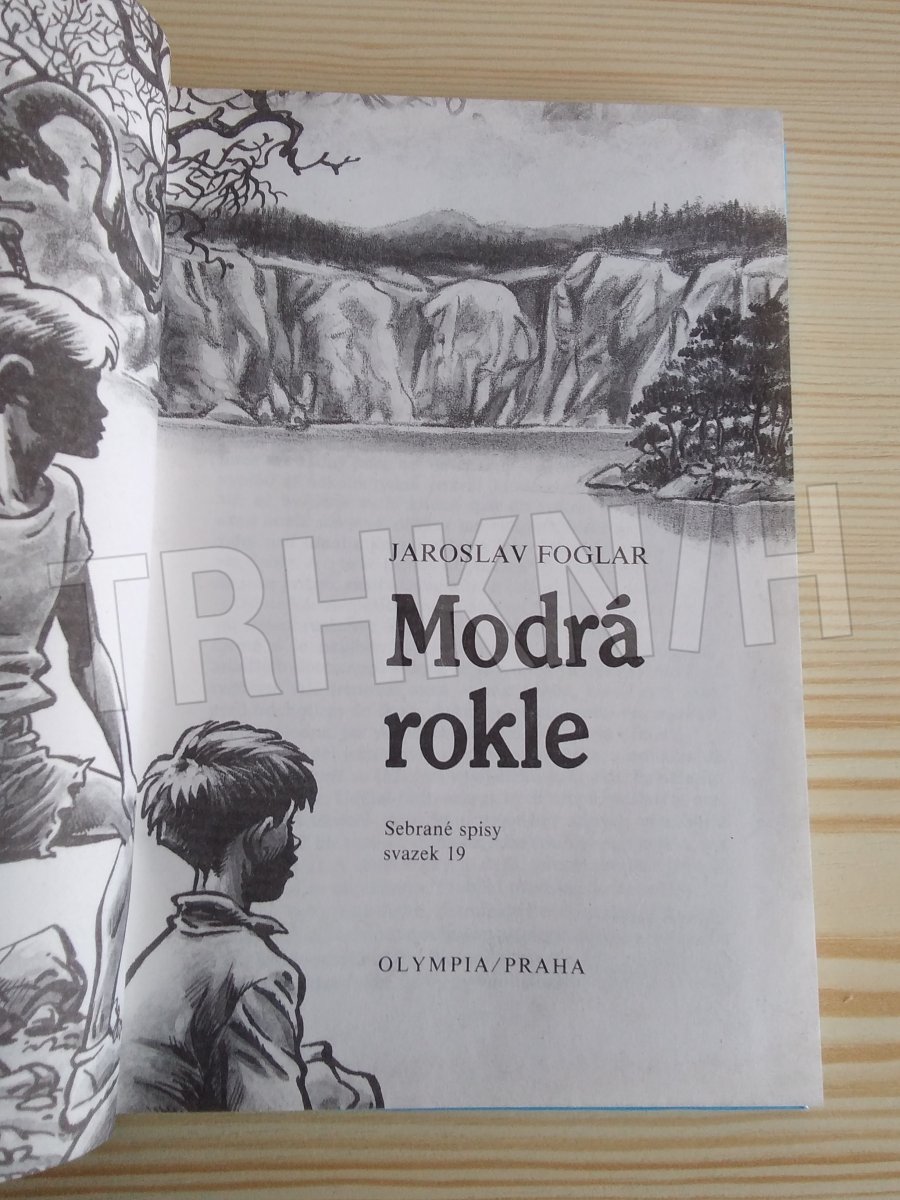 JAROSLAV FOGLAR
Modrá
rokle
Sebrané spisy
svazek 19
OLYMPIA/PRAHA
TRHKNIH